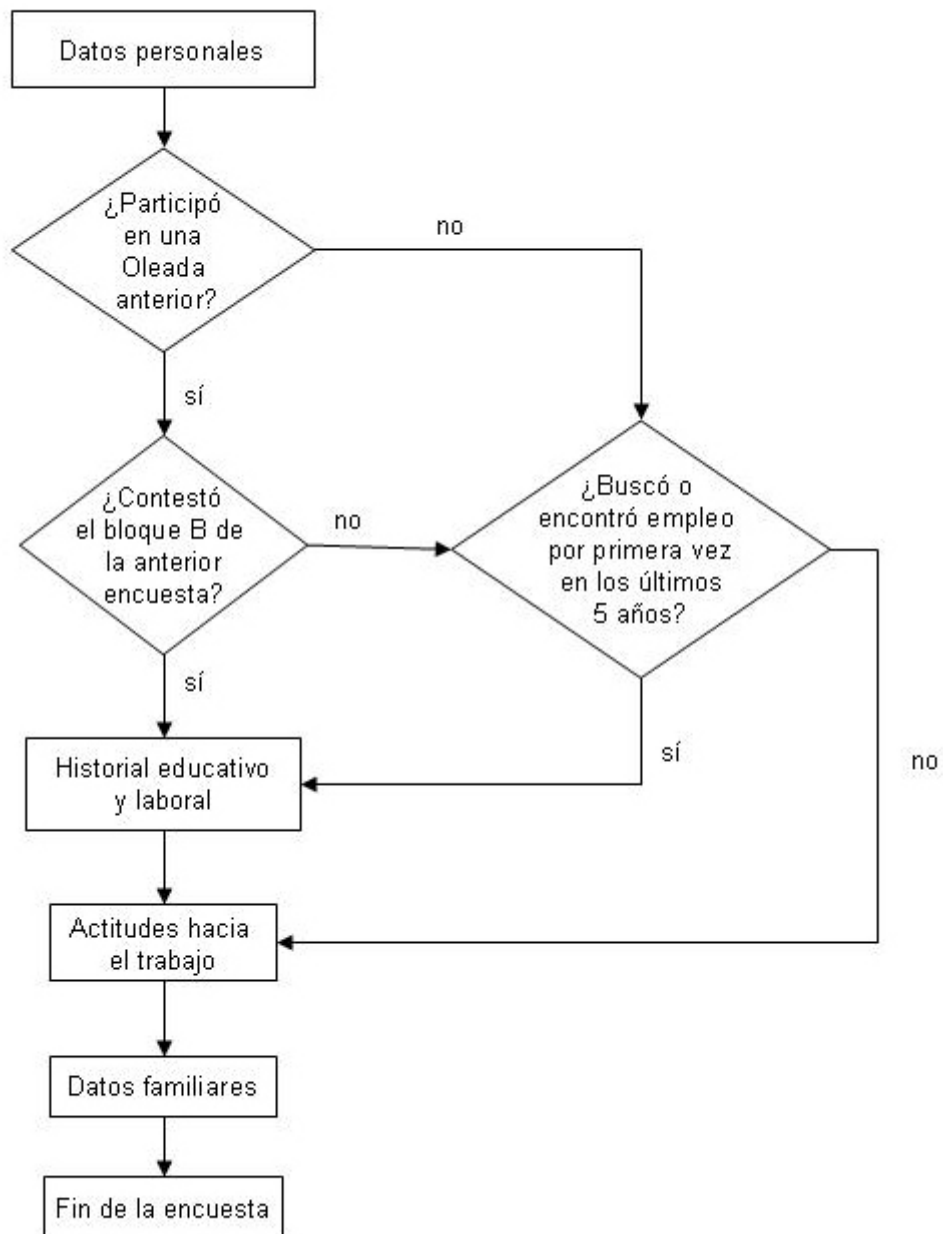 Datos personales
¿Participó
en una
Oleada
anterior?
no
sí
¿Contestó
el bloque B de
la anterior
encuesta?
no
¿Buscó o
encontró empleo
por primera vez
en los últimos
5 años?
sí
sí
no
Historial educativo
y laboral
Actitudes hacia
el trabajo
Datos familiares
Fin de la encuesta